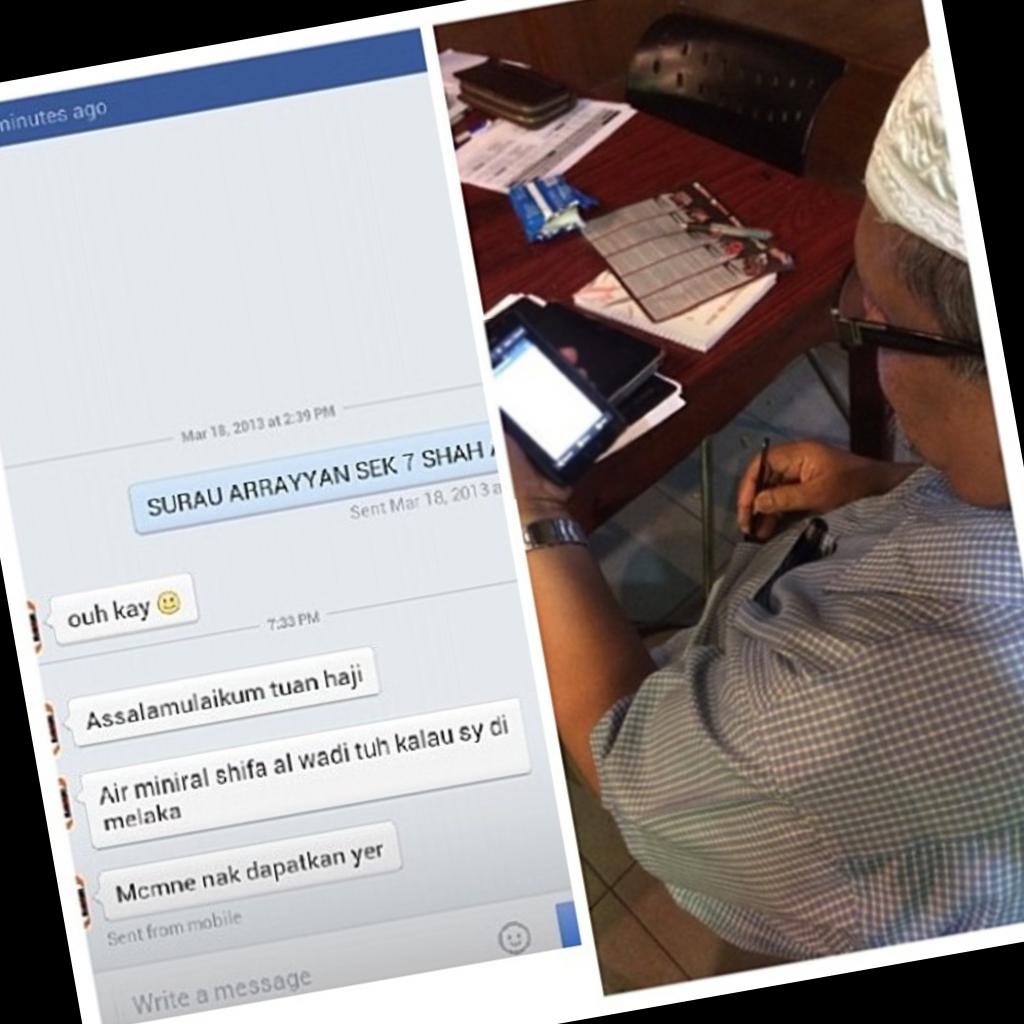 minutes ago
Mar 18, 2013 at 2:39 PM
SURAU ARRAYYAN SEK 7 SHAH
Sent Mar 18, 2013
ouh kay
7:33 PM
Assalamulaikum tuan haji
Air miniral shifa al wadi tuh kalau sy di
melaka
Mcmne nak dapatkan yer
Sent from mobile
Write a message